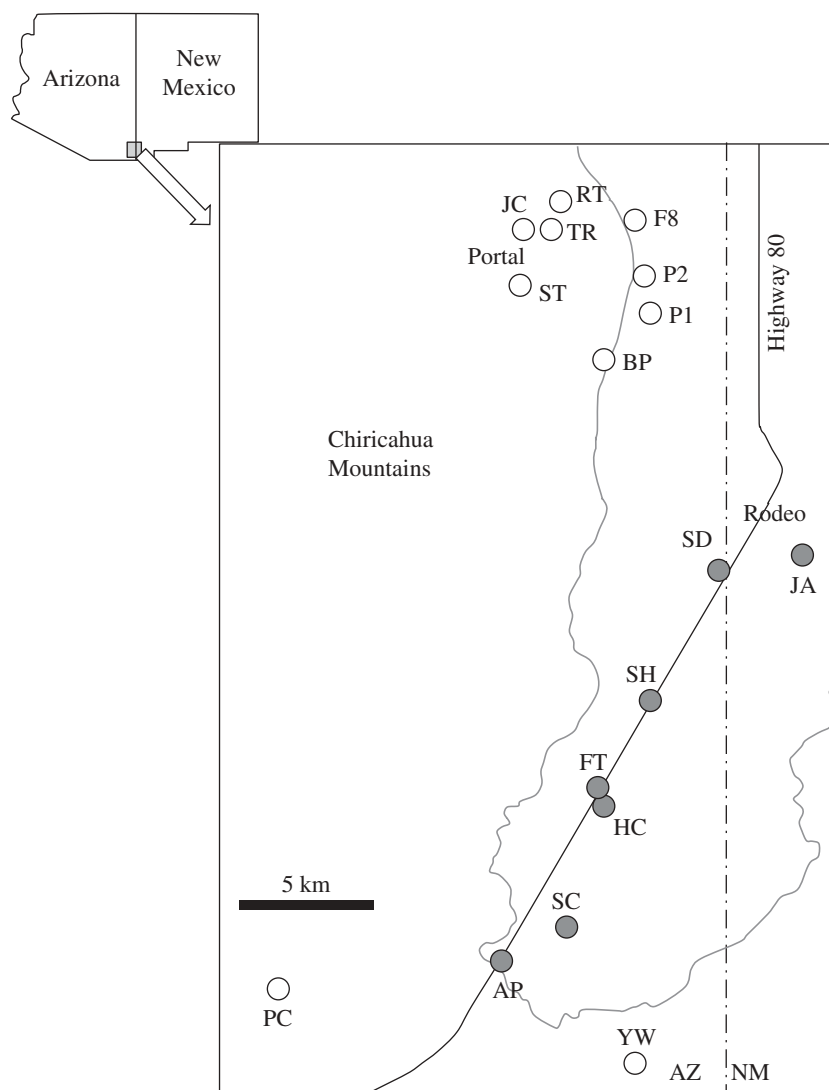 Arizona
New
Mexico
RT
JC
TR
F8
Portal
P2
ST
P1
BP
Highway 80
Chiricahua
Mountains
Rodeo
SD
JA
SH
FT
HC
5 km
SC
AP
PC
YW
AZ
NM